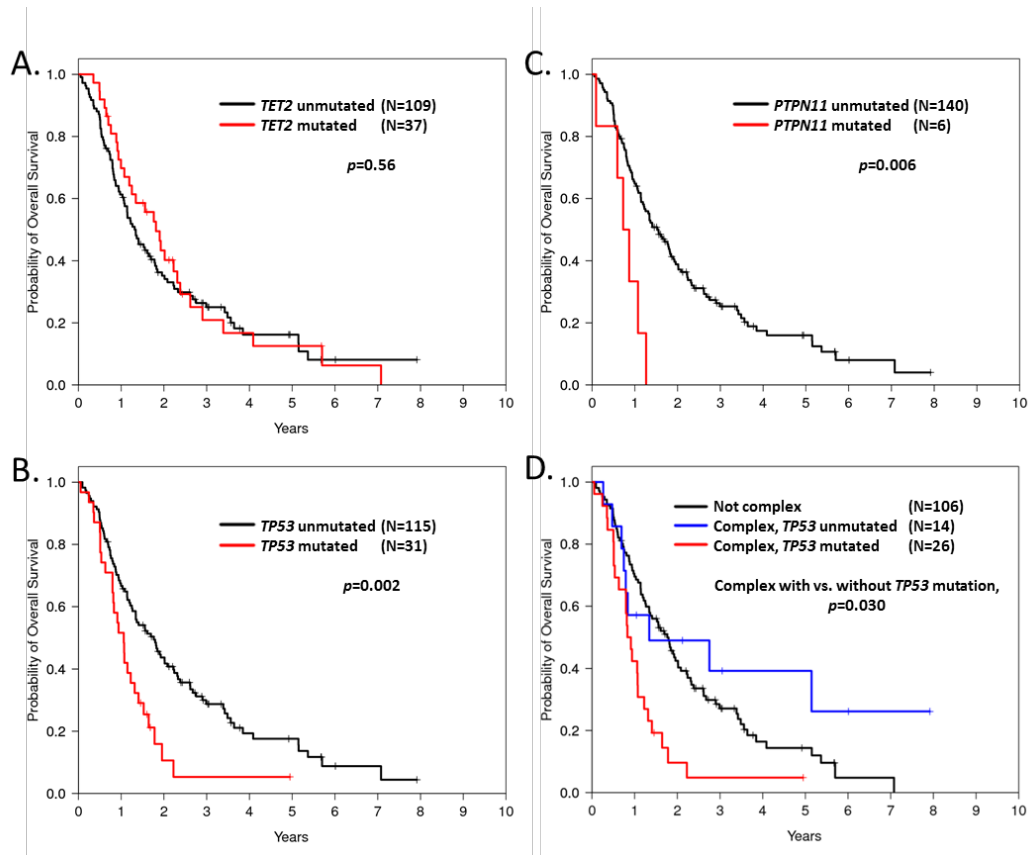 A.
Probability of Overall Survival
1.0
0.8
0.6
0.4
0.2
0.0
TET2 unmutated (N=109)
TET2 mutated (N=37)
p=0.56
0 1 2 3 4 5 6 7 8 9 10
Years
B.
Probability of Overall Survival
1.0
0.8
0.6
0.4
0.2
0.0
TP53 unmutated (N=115)
TP53 mutated (N=31)
p=0.002
0 1 2 3 4 5 6 7 8 9 10
Years
C.
Probability of Overall Survival
1.0
0.8
0.6
0.4
0.2
0.0
PTPN11 unmutated (N=140)
PTPN11 mutated (N=6)
p=0.006
0 1 2 3 4 5 6 7 8 9 10
Years
D.
Probability of Overall Survival
1.0
0.8
0.6
0.4
0.2
0.0
Not complex (N=106)
Complex, TP53 unmutated (N=14)
Complex, TP53 mutated (N=26)
Complex with vs. without TP53 mutation,
p=0.030
0 1 2 3 4 5 6 7 8 9 10
Years